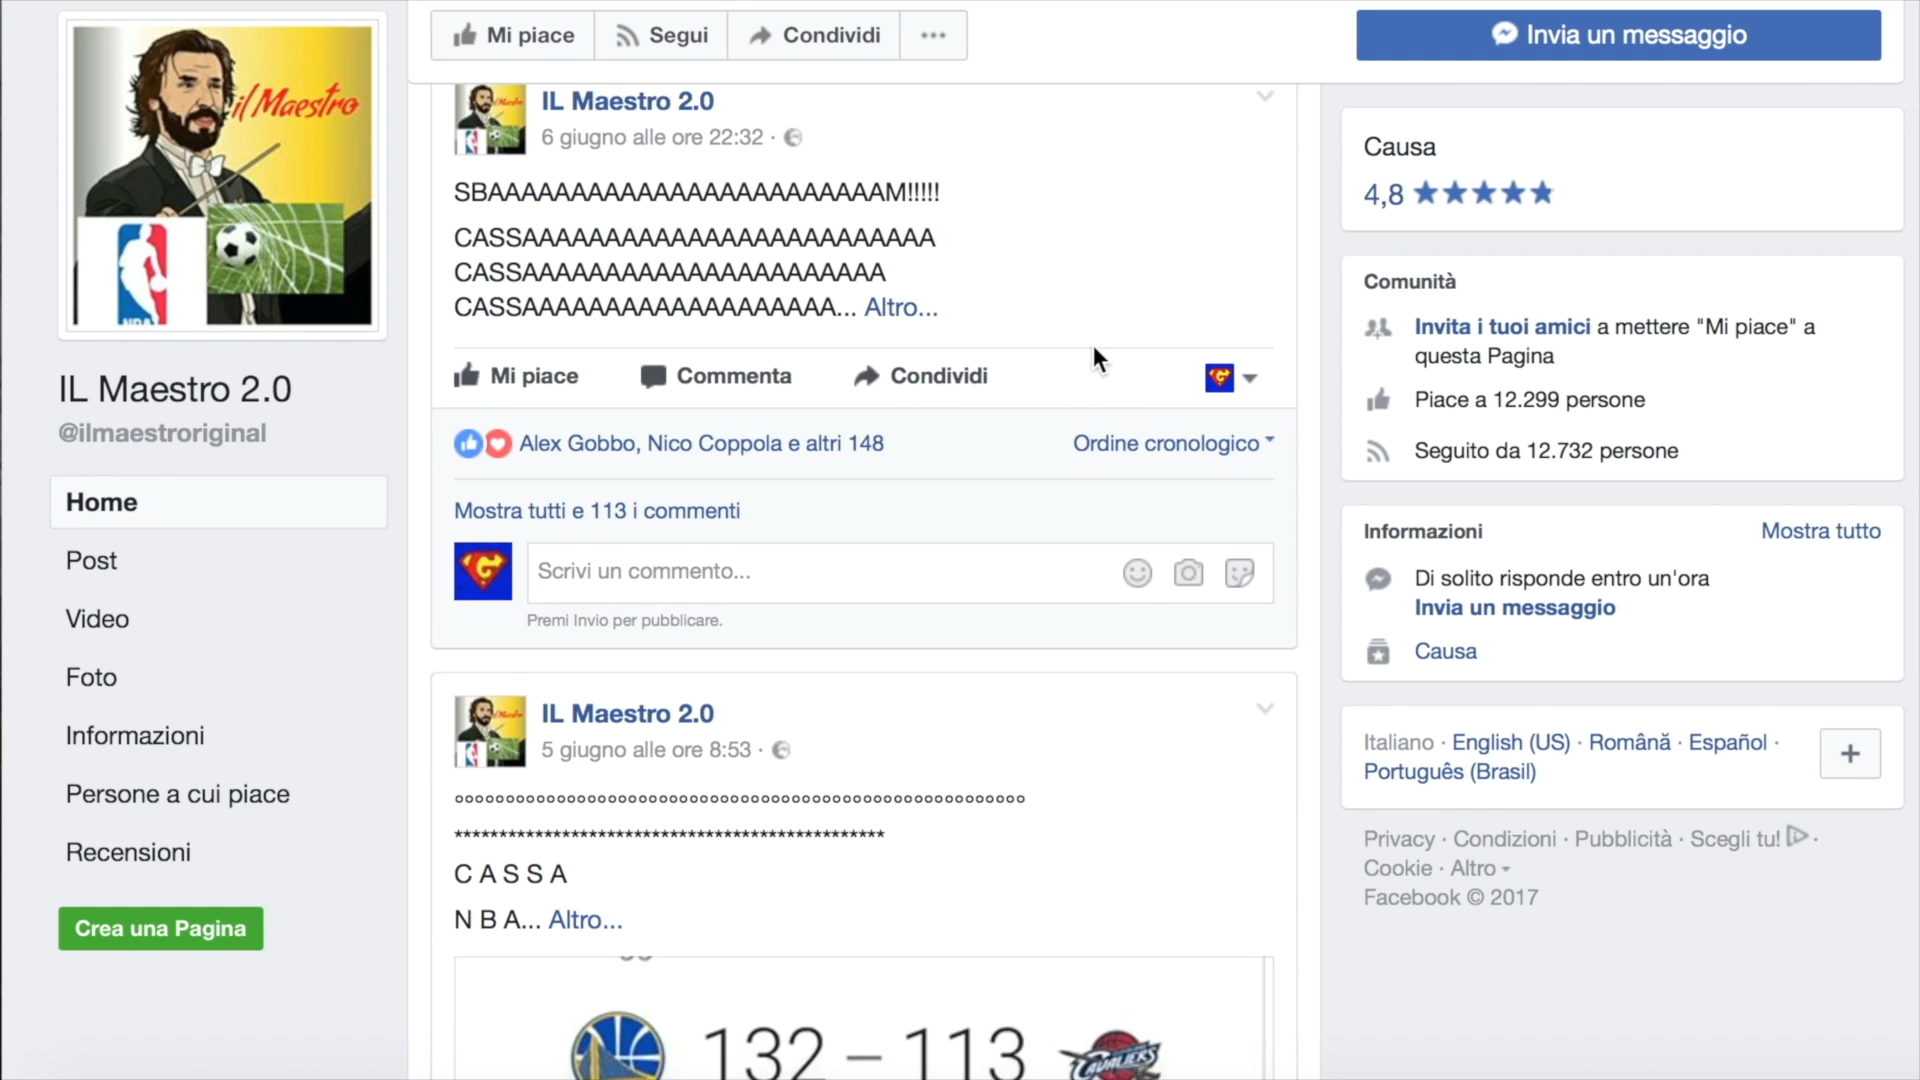 il Maestro
NBA
IL Maestro 2.0
@ilmaestroriginal
Home
Post
Video
Foto
Informazioni
Persone a cui piace
Recensioni
Crea una Pagina
Mi piace
Segui
Condividi
Invia un messaggio
IL Maestro 2.0
6 giugno alle ore 22:32 ·
SBAAAAAAAAAAAAAAAAAAAAAAAAM!!!!!
CASSAAAAAAAAAAAAAAAAAAAAAAAAA
CASSAAAAAAAAAAAAAAAAAAAAAA
CASSAAAAAAAAAAAAAAAAAAA... Altro...
Mi piace
Commenta
Condividi
Alex Gobbo, Nico Coppola e altri 148
Ordine cronologico
Mostra tutti e 113 i commenti
Scrivi un commento...
Premi Invio per pubblicare.
IL Maestro 2.0
5 giugno alle ore 8:53 ·
°°°°°°°°°°°°°°°°°°°°°°°°°°°°°°°°°°°°°°°°°°°°°°°°°°°°°°°°
************************************************
C A S S A
N B A... Altro...
132 – 113
CAVALIERS
Causa
4,8
Comunità
Invita i tuoi amici a mettere "Mi piace" a
questa Pagina
Piace a 12.299 persone
Seguito da 12.732 persone
Informazioni
Mostra tutto
Di solito risponde entro un'ora
Invia un messaggio
Causa
Italiano · English (US) · Română · Español ·
Português (Brasil)
Privacy · Condizioni · Pubblicità · Scegli tu! ·
Cookie · Altro
Facebook © 2017